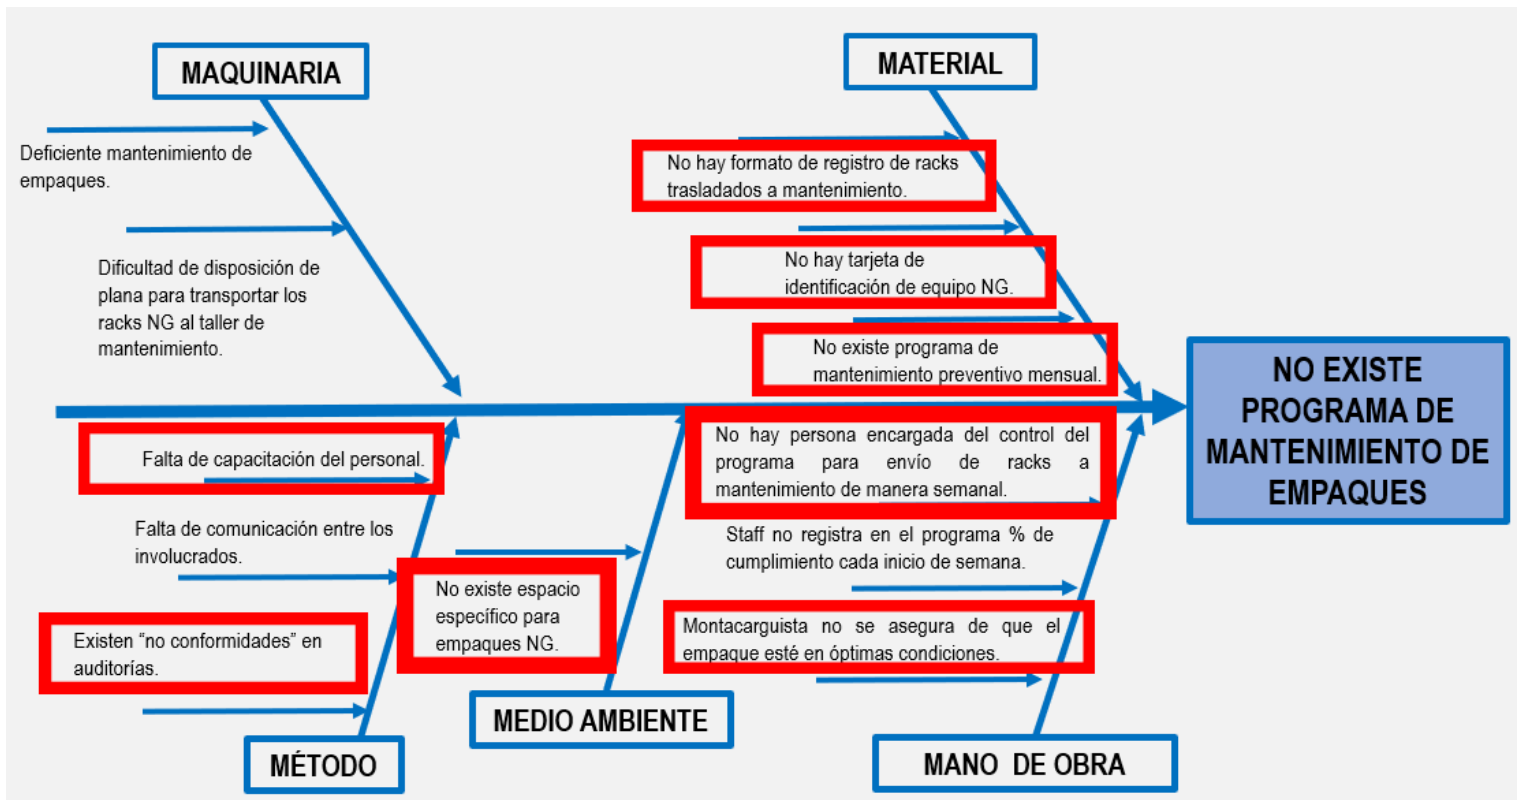 MAQUINARIA
Deficiente mantenimiento de
empaques.
Dificultad de disposición de
plana para transportar los
racks NG al taller de
mantenimiento.
MATERIAL
No hay formato de registro de racks
trasladados a mantenimiento.
No hay tarjeta de
identificación de equipo NG.
No existe programa de
mantenimiento preventivo mensual.
NO EXISTE
PROGRAMA DE
MANTENIMIENTO DE
EMPAQUES
Falta de capacitación del personal.
Falta de comunicación entre los
involucrados.
Existen “no conformidades” en
auditorías.
MÉTODO
No existe espacio
específico para
empaques NG.
MEDIO AMBIENTE
No hay persona encargada del control del
programa para envío de racks a
mantenimiento de manera semanal.
Staff no registra en el programa % de
cumplimiento cada inicio de semana.
Montacarguista no se asegura de que el
empaque esté en óptimas condiciones.
MANO DE OBRA